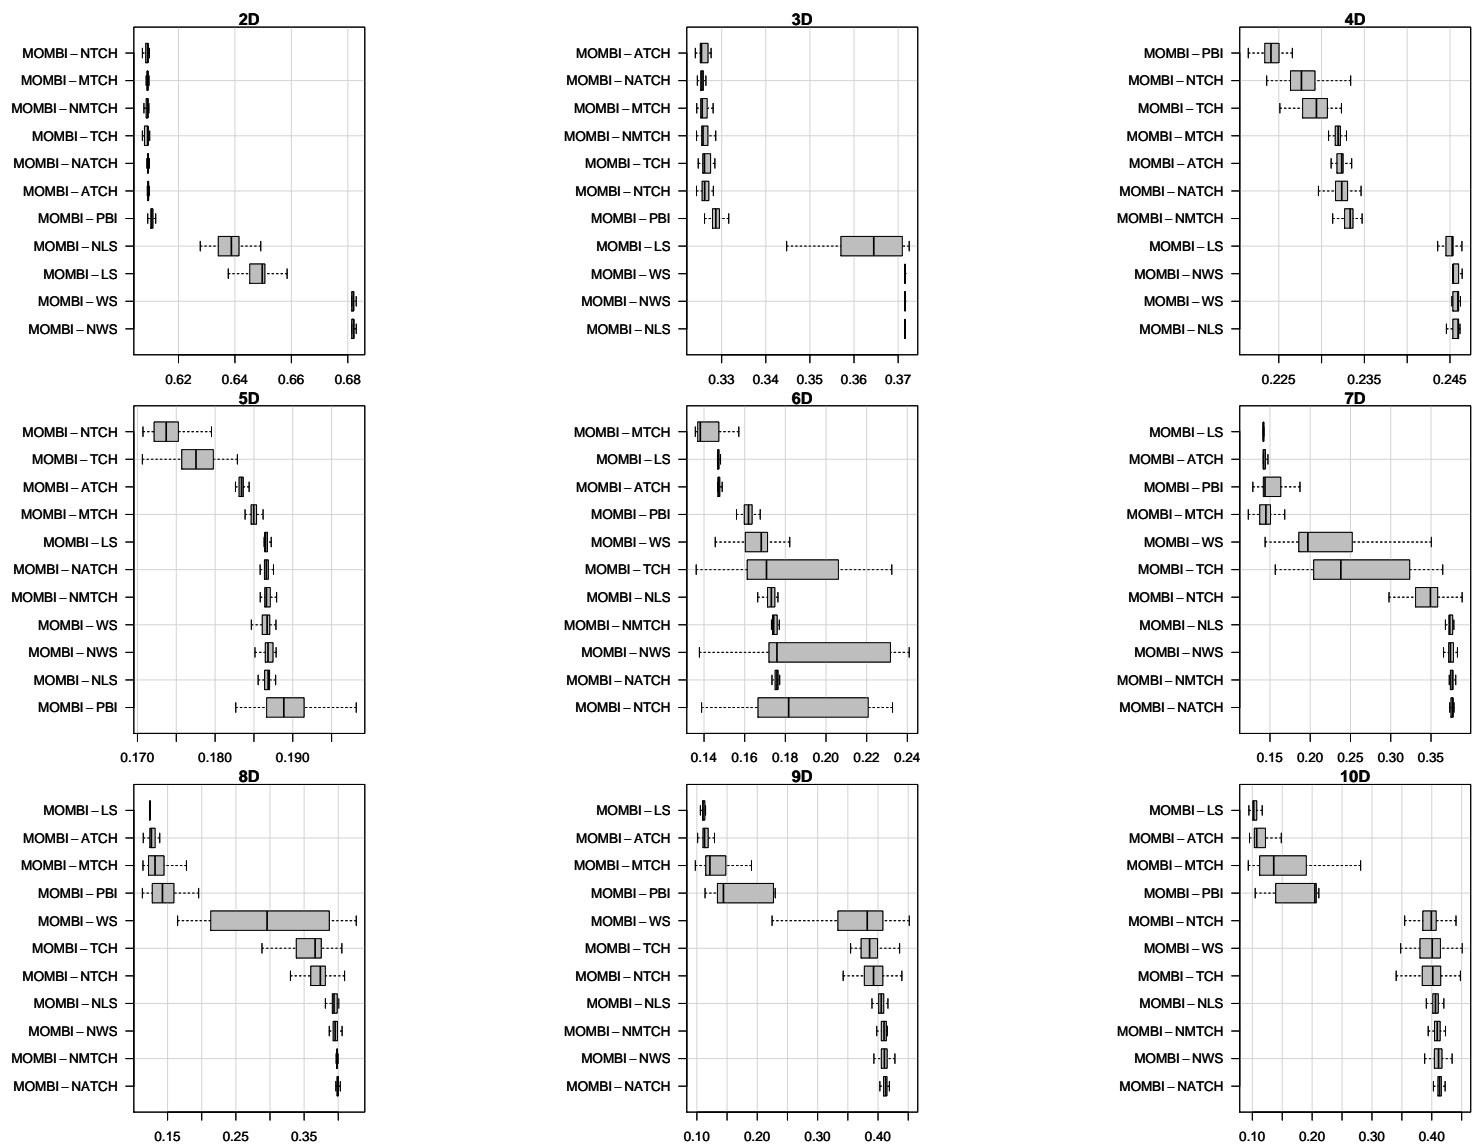 2D
MOMBI−NTCH
MOMBI−MTCH
MOMBI−NMTCH
MOMBI−TCH
MOMBI−NATCH
MOMBI−ATCH
MOMBI−PBI
MOMBI−NLS
MOMBI−LS
MOMBI−WS
MOMBI−NWS
0.62 0.64 0.66 0.68
3D
MOMBI−ATCH
MOMBI−NATCH
MOMBI−MTCH
MOMBI−NMTCH
MOMBI−TCH
MOMBI−NTCH
MOMBI−PBI
MOMBI−LS
MOMBI−WS
MOMBI−NWS
MOMBI−NLS
0.33 0.34 0.35 0.36 0.37
4D
MOMBI−PBI
MOMBI−NTCH
MOMBI−TCH
MOMBI−MTCH
MOMBI−ATCH
MOMBI−NATCH
MOMBI−NMTCH
MOMBI−LS
MOMBI−NWS
MOMBI−WS
MOMBI−NLS
0.225 0.235 0.245
5D
MOMBI−NTCH
MOMBI−TCH
MOMBI−ATCH
MOMBI−MTCH
MOMBI−LS
MOMBI−NATCH
MOMBI−NMTCH
MOMBI−WS
MOMBI−NWS
MOMBI−NLS
MOMBI−PBI
0.170 0.180 0.190
6D
MOMBI−MTCH
MOMBI−LS
MOMBI−ATCH
MOMBI−PBI
MOMBI−WS
MOMBI−TCH
MOMBI−NLS
MOMBI−NMTCH
MOMBI−NWS
MOMBI−NATCH
MOMBI−NTCH
0.14 0.16 0.18 0.20 0.22 0.24
7D
MOMBI−LS
MOMBI−ATCH
MOMBI−PBI
MOMBI−MTCH
MOMBI−WS
MOMBI−TCH
MOMBI−NTCH
MOMBI−NLS
MOMBI−NWS
MOMBI−NMTCH
MOMBI−NATCH
0.15 0.20 0.25 0.30 0.35
8D
MOMBI−LS
MOMBI−ATCH
MOMBI−MTCH
MOMBI−PBI
MOMBI−WS
MOMBI−TCH
MOMBI−NTCH
MOMBI−NLS
MOMBI−NWS
MOMBI−NMTCH
MOMBI−NATCH
0.15 0.25 0.35
9D
MOMBI−LS
MOMBI−ATCH
MOMBI−MTCH
MOMBI−PBI
MOMBI−WS
MOMBI−TCH
MOMBI−NTCH
MOMBI−NLS
MOMBI−NMTCH
MOMBI−NWS
MOMBI−NATCH
0.10 0.20 0.30 0.40
10D
MOMBI−LS
MOMBI−ATCH
MOMBI−MTCH
MOMBI−PBI
MOMBI−NTCH
MOMBI−WS
MOMBI−TCH
MOMBI−NLS
MOMBI−NMTCH
MOMBI−NWS
MOMBI−NATCH
0.10 0.20 0.30 0.40